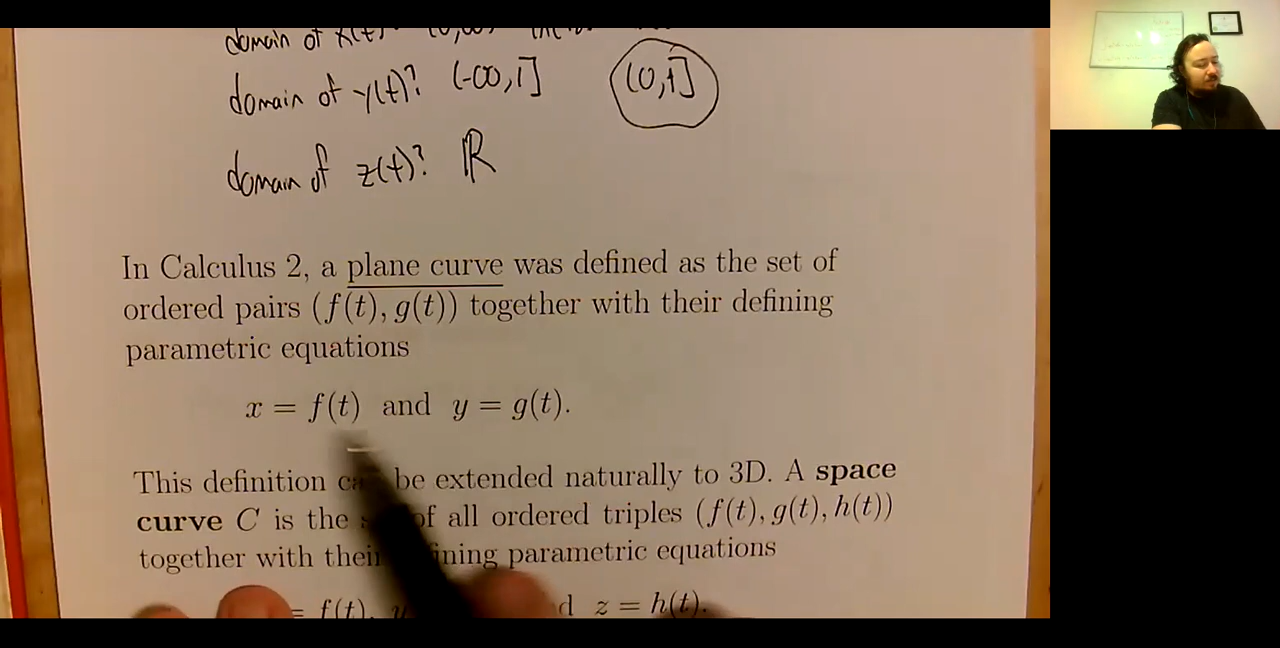 domain of x(t)?
domain of y(t)? (-∞,1] (0,1]
domain of z(t)? ℝ
In Calculus 2, a plane curve was defined as the set of
ordered pairs (f(t), g(t)) together with their defining
parametric equations
x = f(t) and y = g(t).
This definition be extended naturally to 3D. A space
curve C is the of all ordered triples (f(t), g(t), h(t))
together with their parametric equations
= f(t), z = h(t).